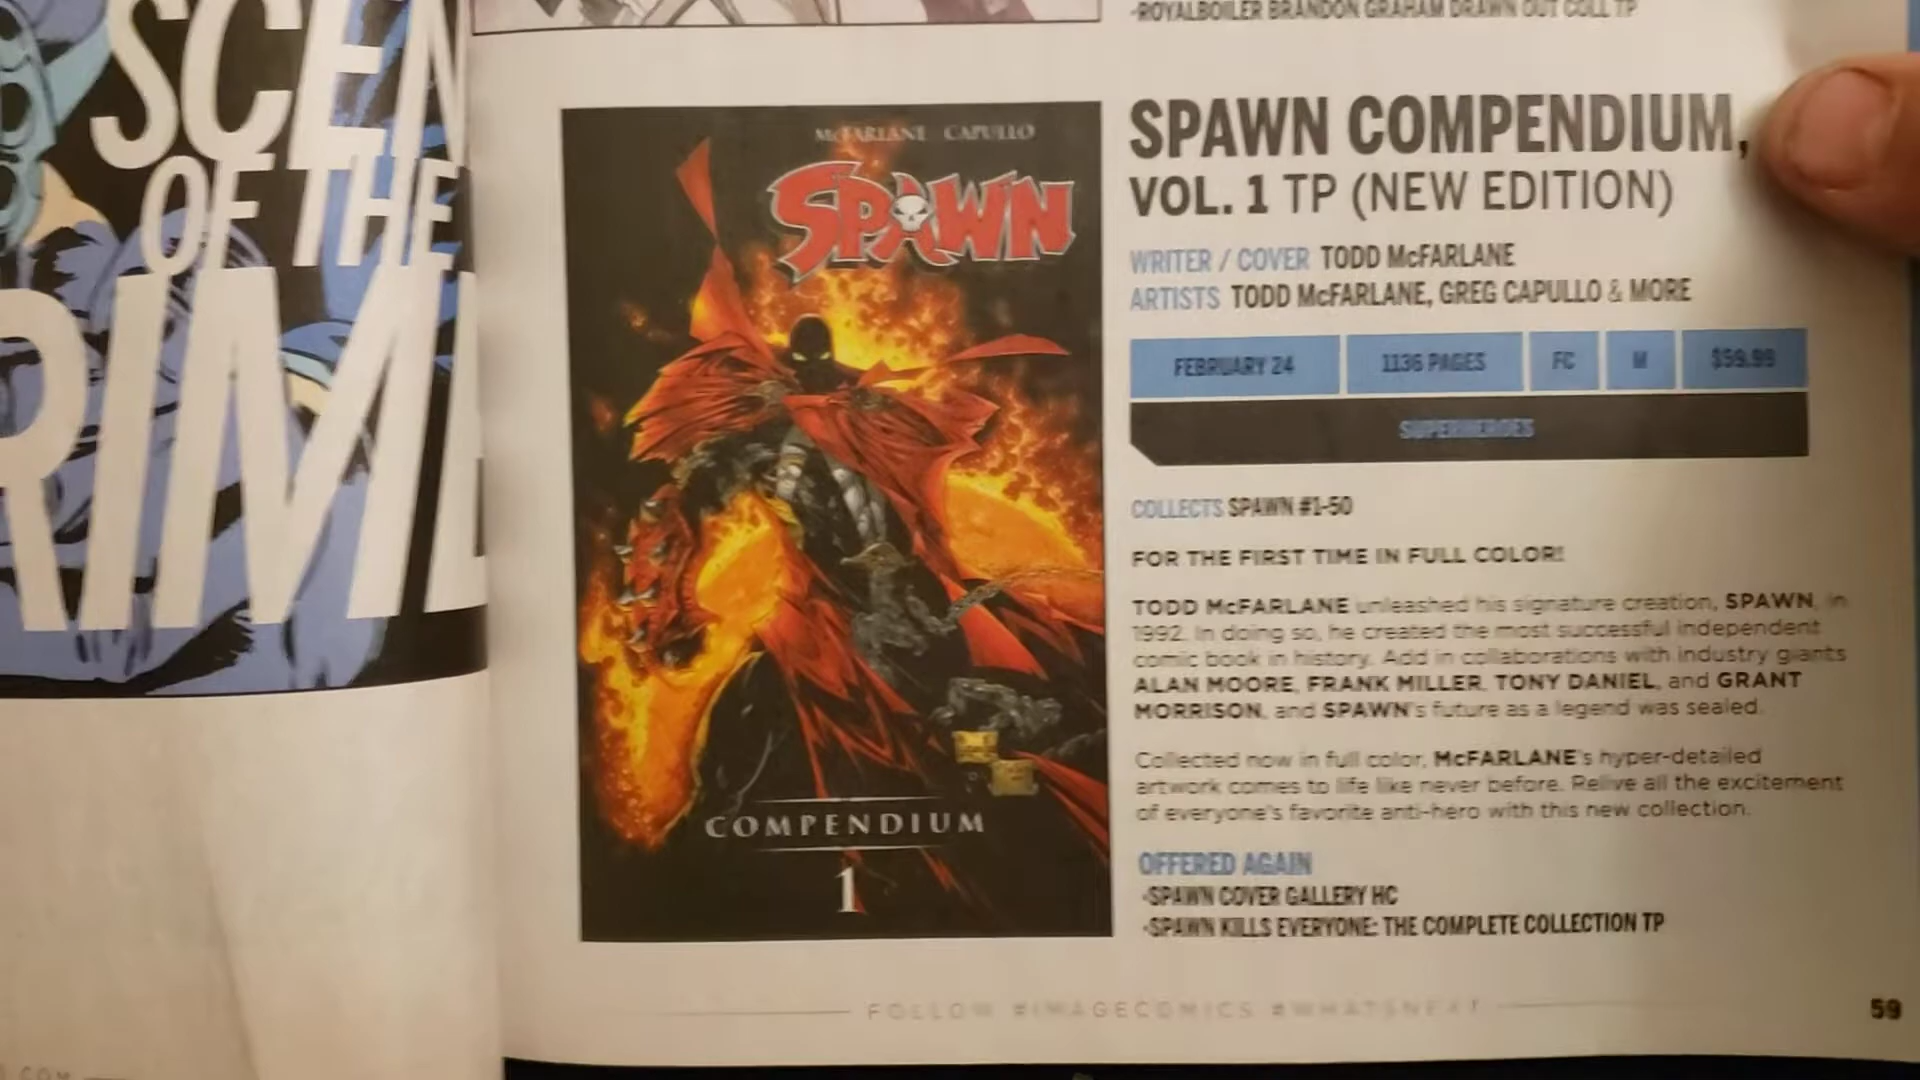 SCEN
OF THE
RIME
-ROYALBOILER BRANDON GRAHAM DRAWN OUT COLL TP
McFARLANE CAPULLO
SPAWN
COMPENDIUM
1
SPAWN COMPENDIUM,
VOL. 1 TP (NEW EDITION)
WRITER / COVER TODD McFARLANE
ARTISTS TODD McFARLANE, GREG CAPULLO & MORE
FEBRUARY 24 1136 PAGES FC M $59.99
SUPERHEROES
COLLECTS SPAWN #1-50
FOR THE FIRST TIME IN FULL COLOR!
TODD McFARLANE unleashed his signature creation, SPAWN, in
1992. In doing so, he created the most successful independent
comic book in history. Add in collaborations with industry giants
ALAN MOORE, FRANK MILLER, TONY DANIEL, and GRANT
MORRISON, and SPAWN's future as a legend was sealed.
Collected now in full color, McFARLANE's hyper-detailed
artwork comes to life like never before. Relive all the excitement
of everyone's favorite anti-hero with this new collection.
OFFERED AGAIN
-SPAWN COVER GALLERY HC
-SPAWN KILLS EVERYONE: THE COMPLETE COLLECTION TP
FOLLOW #IMAGECOMICS #WHATSNEXT
59
.COM